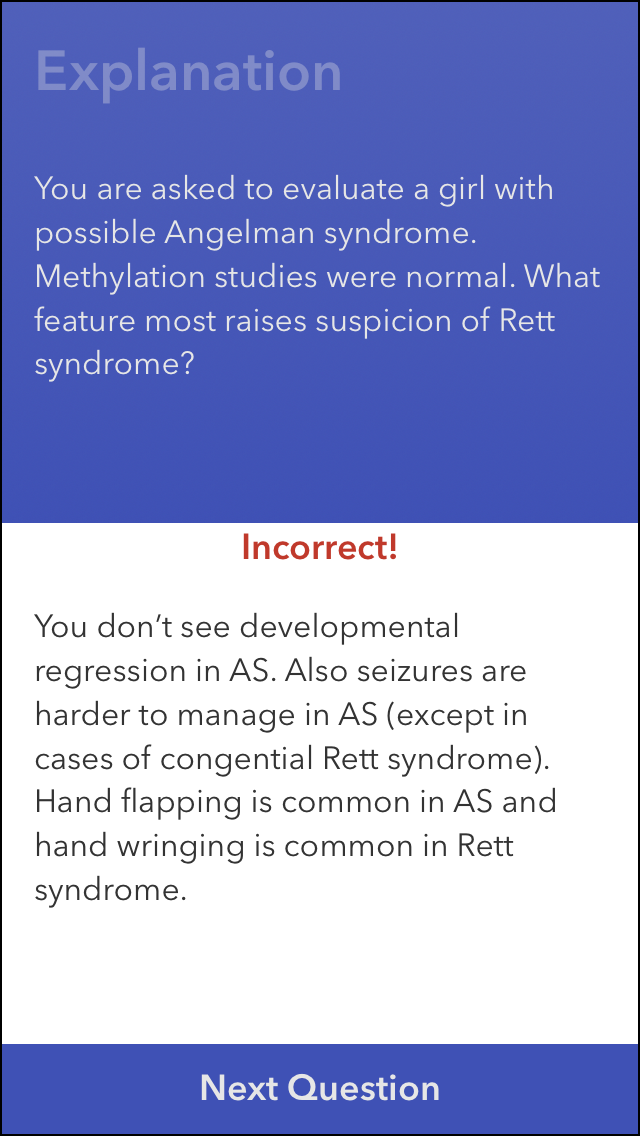 Explanation
You are asked to evaluate a girl with
possible Angelman syndrome.
Methylation studies were normal. What
feature most raises suspicion of Rett
syndrome?
Incorrect!
You don’t see developmental
regression in AS. Also seizures are
harder to manage in AS (except in
cases of congential Rett syndrome).
Hand flapping is common in AS and
hand wringing is common in Rett
syndrome.
Next Question